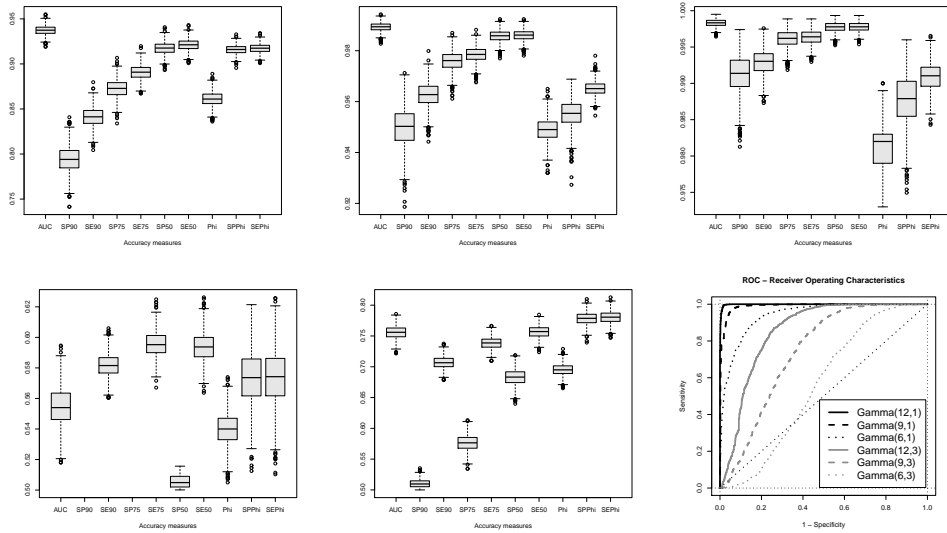 0.95
0.90
0.85
0.80
0.75
AUC SP90 SE90 SP75 SE75 SP50 SE50 Phi SPPhi SEPhi
Accuracy measures
0.98
0.96
0.94
0.92
AUC SP90 SE90 SP75 SE75 SP50 SE50 Phi SPPhi SEPhi
Accuracy measures
1.000
0.995
0.990
0.985
0.980
0.975
AUC SP90 SE90 SP75 SE75 SP50 SE50 Phi SPPhi SEPhi
Accuracy measures
0.62
0.60
0.58
0.56
0.54
0.52
0.50
AUC SP90 SE90 SP75 SE75 SP50 SE50 Phi SPPhi SEPhi
Accuracy measures
0.80
0.75
0.70
0.65
0.60
0.55
0.50
AUC SP90 SE90 SP75 SE75 SP50 SE50 Phi SPPhi SEPhi
Accuracy measures
ROC – Receiver Operating Characteristics
Sensitivity
1.0
0.8
0.6
0.4
0.2
0.0
Gamma(12,1)
Gamma(9,1)
Gamma(6,1)
Gamma(12,3)
Gamma(9,3)
Gamma(6,3)
0.0 0.2 0.4 0.6 0.8 1.0
1 – Specificity